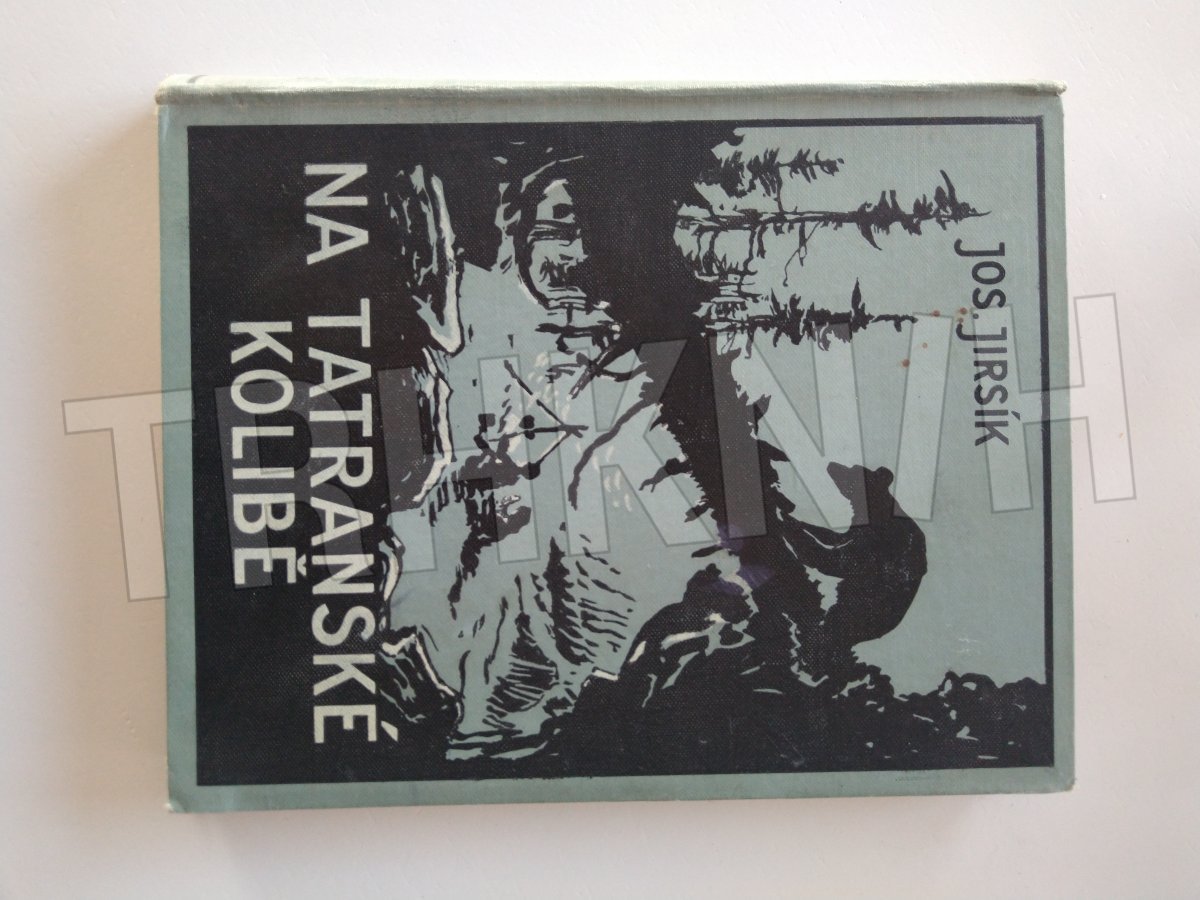 JOS. JIRSÍK
NA TATRANSKÉ
KOLIBĚ
TRHKNIH